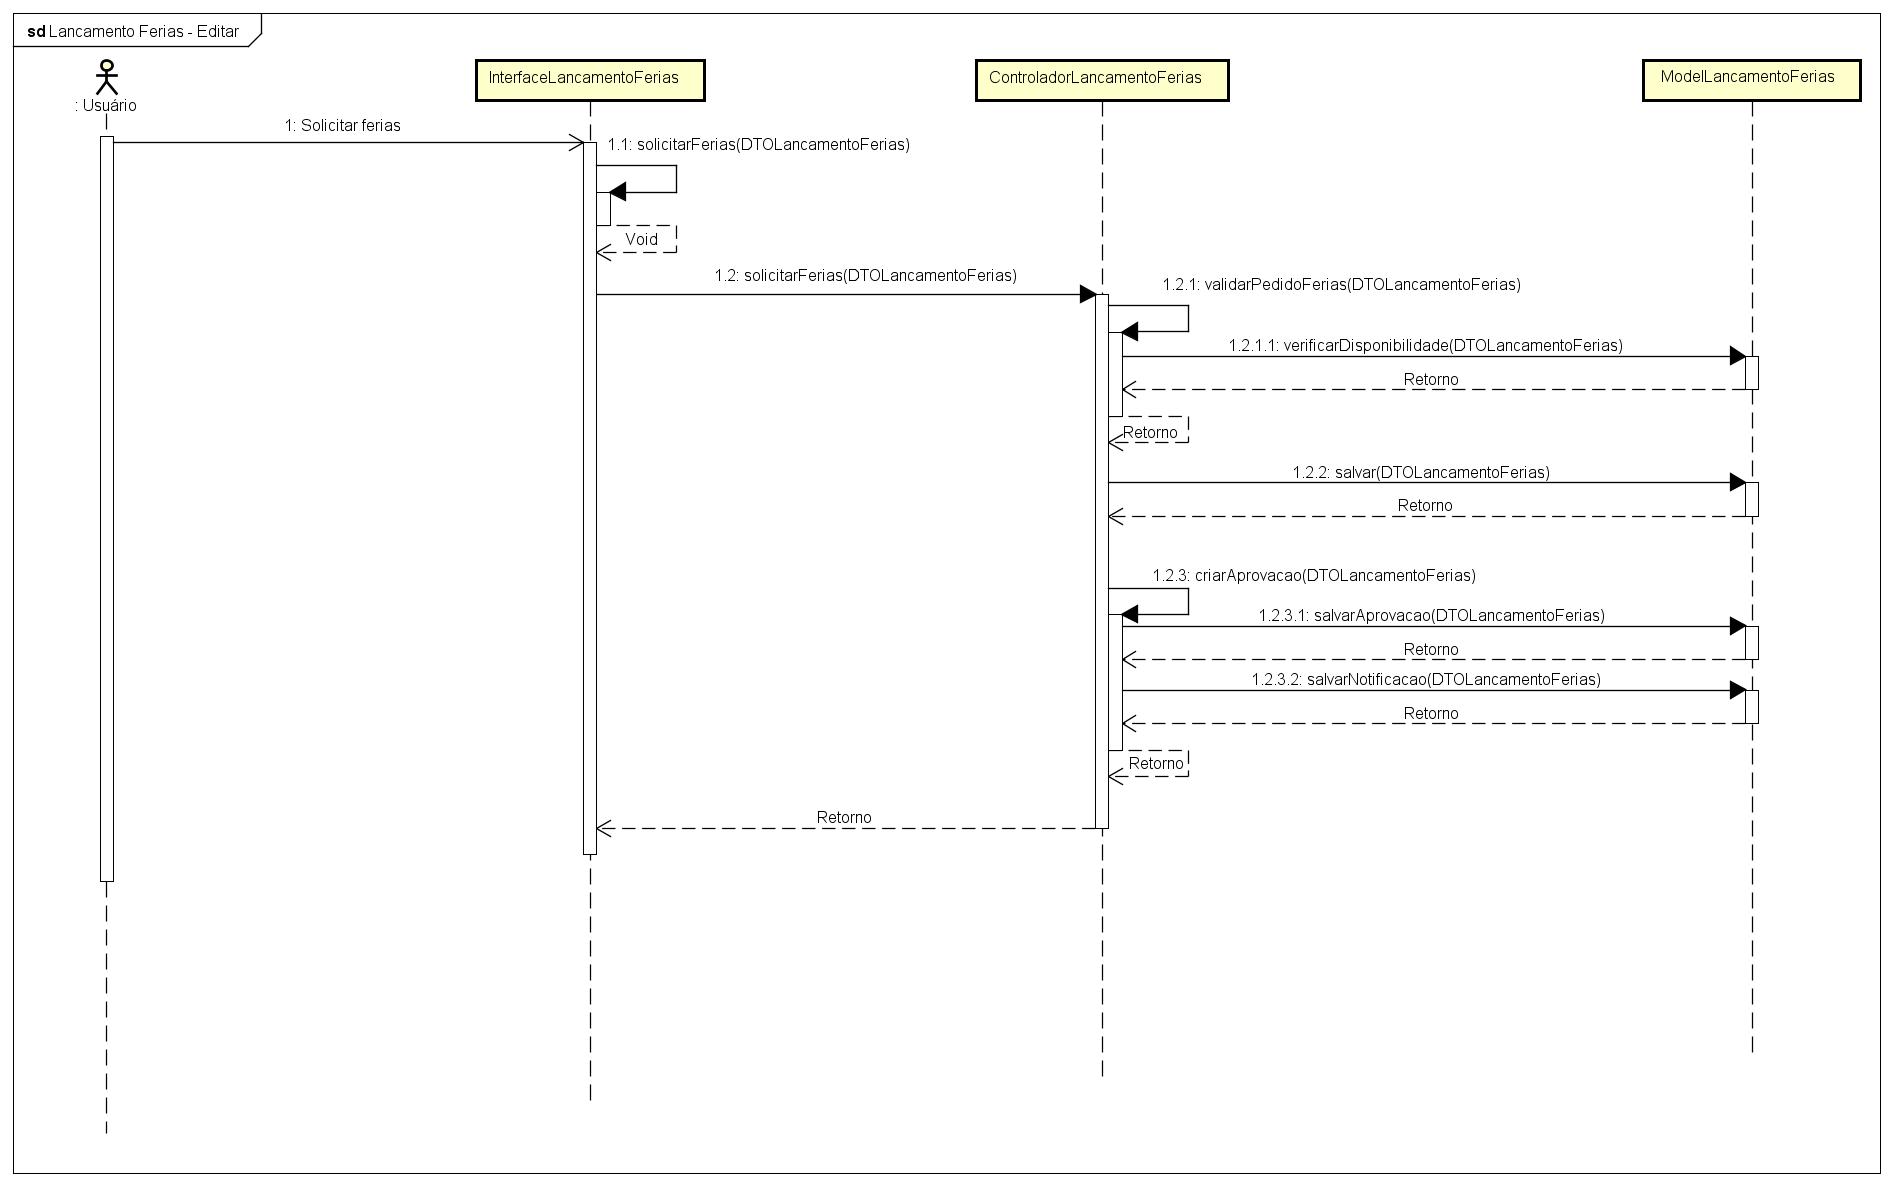 sd Lancamento Ferias - Editar
: Usuário
InterfaceLancamentoFerias
ControladorLancamentoFerias
ModelLancamentoFerias
1: Solicitar ferias
1.1: solicitarFerias(DTOLancamentoFerias)
Void
1.2: solicitarFerias(DTOLancamentoFerias)
1.2.1: validarPedidoFerias(DTOLancamentoFerias)
1.2.1.1: verificarDisponibilidade(DTOLancamentoFerias)
Retorno
Retorno
1.2.2: salvar(DTOLancamentoFerias)
Retorno
1.2.3: criarAprovacao(DTOLancamentoFerias)
1.2.3.1: salvarAprovacao(DTOLancamentoFerias)
Retorno
1.2.3.2: salvarNotificacao(DTOLancamentoFerias)
Retorno
Retorno
Retorno